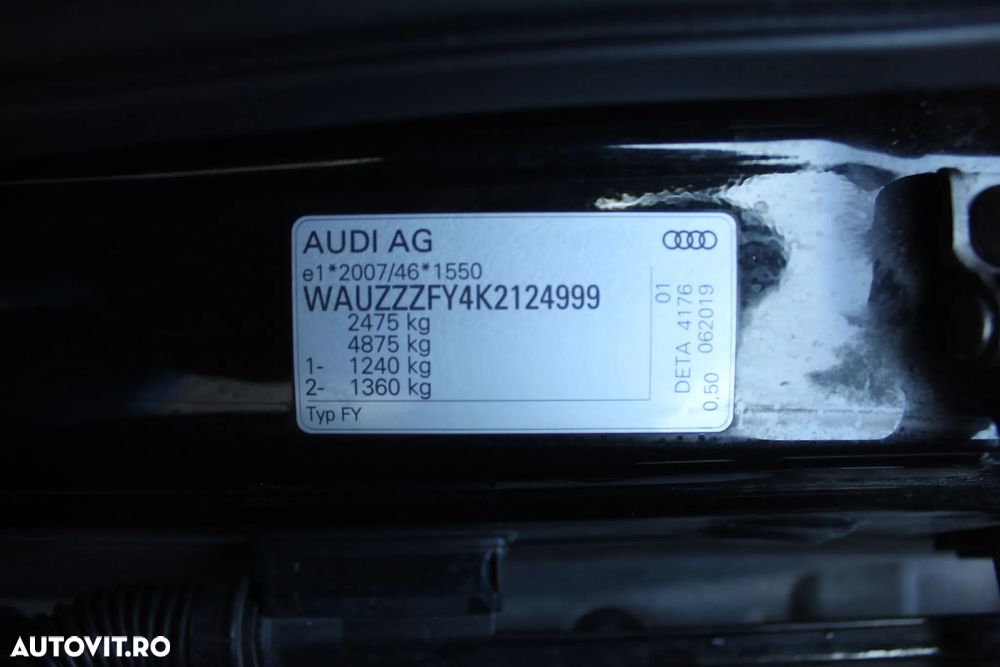 AUDI AG
e1*2007/46*1550
WAUZZZFY4K2124999
2475 kg
4875 kg
1- 1240 kg
2- 1360 kg
Typ FY
01
DETA 4176
0,50 062019
AUTOVIT.RO